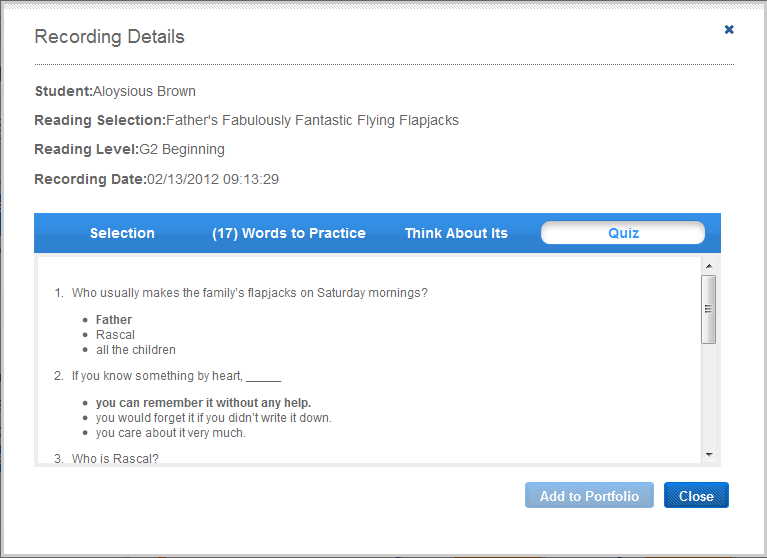 Recording Details
Student:Aloysious Brown
Reading Selection:Father's Fabulously Fantastic Flying Flapjacks
Reading Level:G2 Beginning
Recording Date:02/13/2012 09:13:29
Selection (17) Words to Practice Think About Its Quiz
1. Who usually makes the family's flapjacks on Saturday mornings?
• Father
• Rascal
• all the children
2. If you know something by heart, ______
• you can remember it without any help.
• you would forget it if you didn't write it down.
• you care about it very much.
3. Who is Rascal?
Add to Portfolio Close